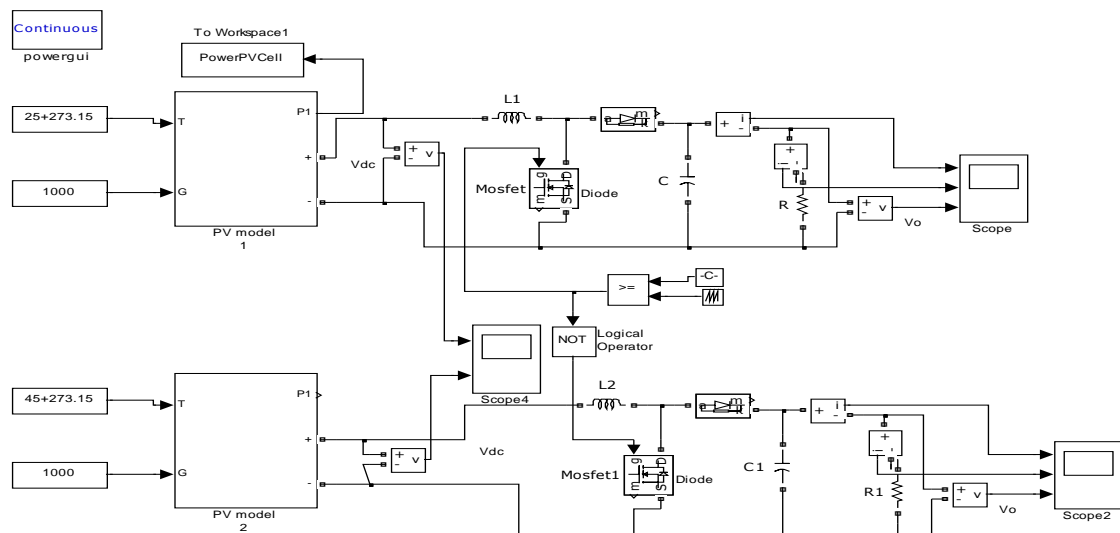 Continuous
powergui
To Workspace1
PowerPVCell
25+273.15
T
P1
+
1000
G
-
PV model
1
Vdc
+
-
v
L1
g
D
m
S
Mosfet
Diode
a
m
k
C
+
-
i
+
-
i
R
+
-
v
Vo
Scope
>=
-C-
NOT
Logical
Operator
Scope4
45+273.15
T
P1
+
1000
G
-
PV model
2
Vdc
+
-
v
L2
g
D
m
S
Mosfet1
Diode
a
m
k
C1
+
-
i
+
-
i
R1
+
-
v
Vo
Scope2